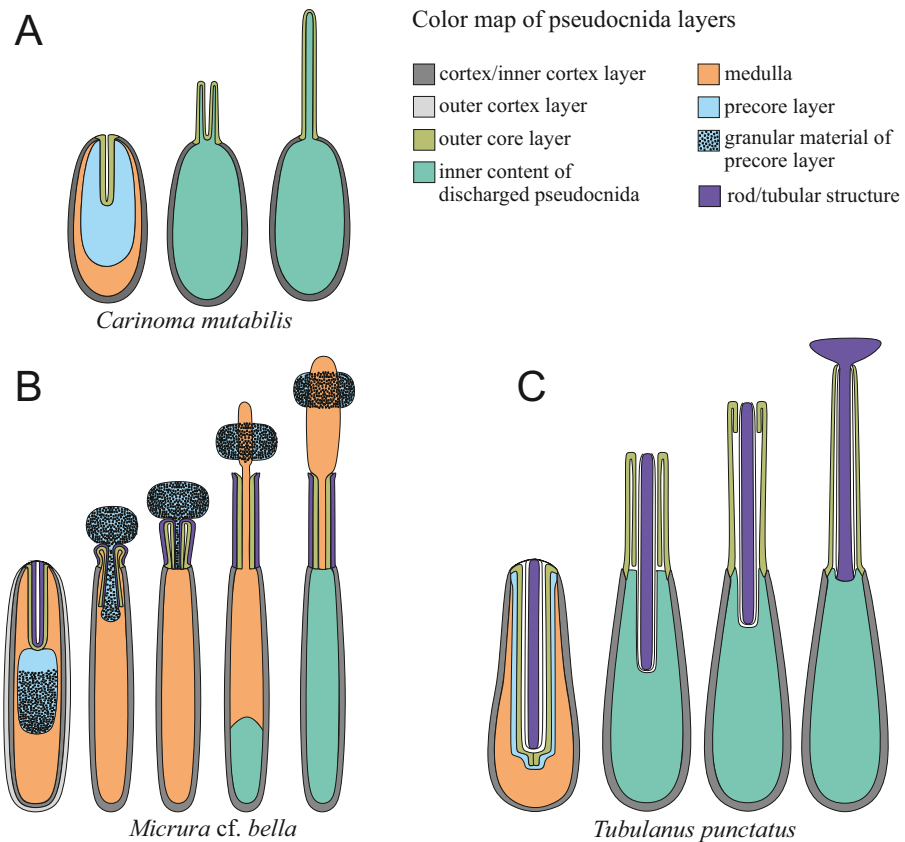 A
Color map of pseudocnida layers
cortex/inner cortex layer
outer cortex layer
outer core layer
inner content of
discharged pseudocnida
medulla
precore layer
granular material of
precore layer
rod/tubular structure
Carinoma mutabilis
B
C
Micrura cf. bella
Tubulanus punctatus